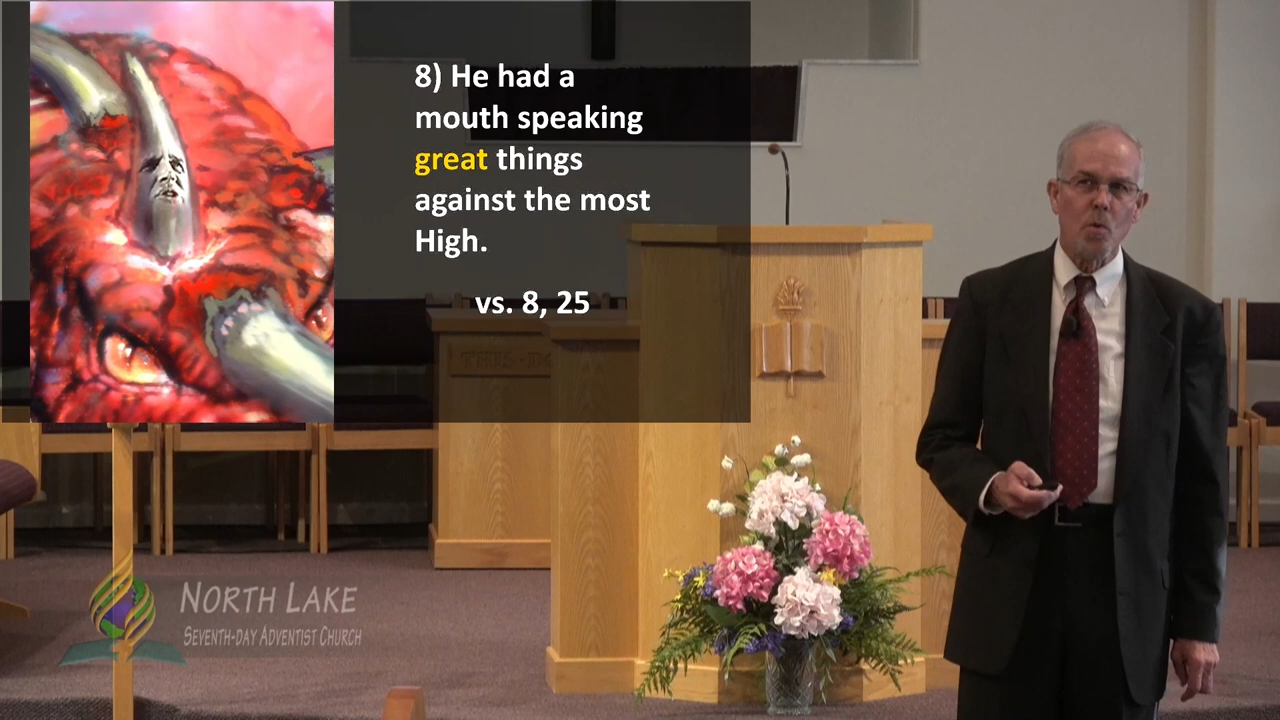 8) He had a
mouth speaking
great things
against the most
High.
vs. 8, 25
NORTH LAKE
SEVENTH-DAY ADVENTIST CHURCH